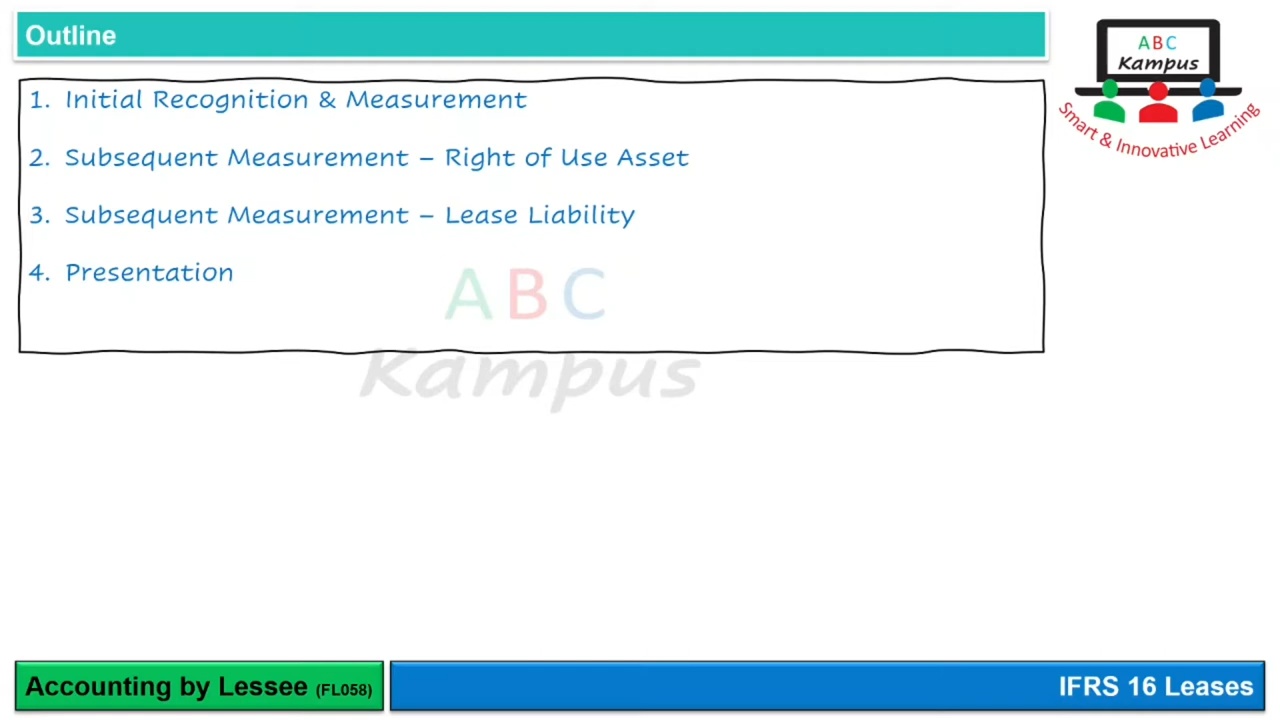 Outline
ABC
Kampus
Smart & Innovative Learning
1. Initial Recognition & Measurement
2. Subsequent Measurement – Right of Use Asset
3. Subsequent Measurement – Lease Liability
4. Presentation
ABC
Kampus
Accounting by Lessee (FL058)
IFRS 16 Leases